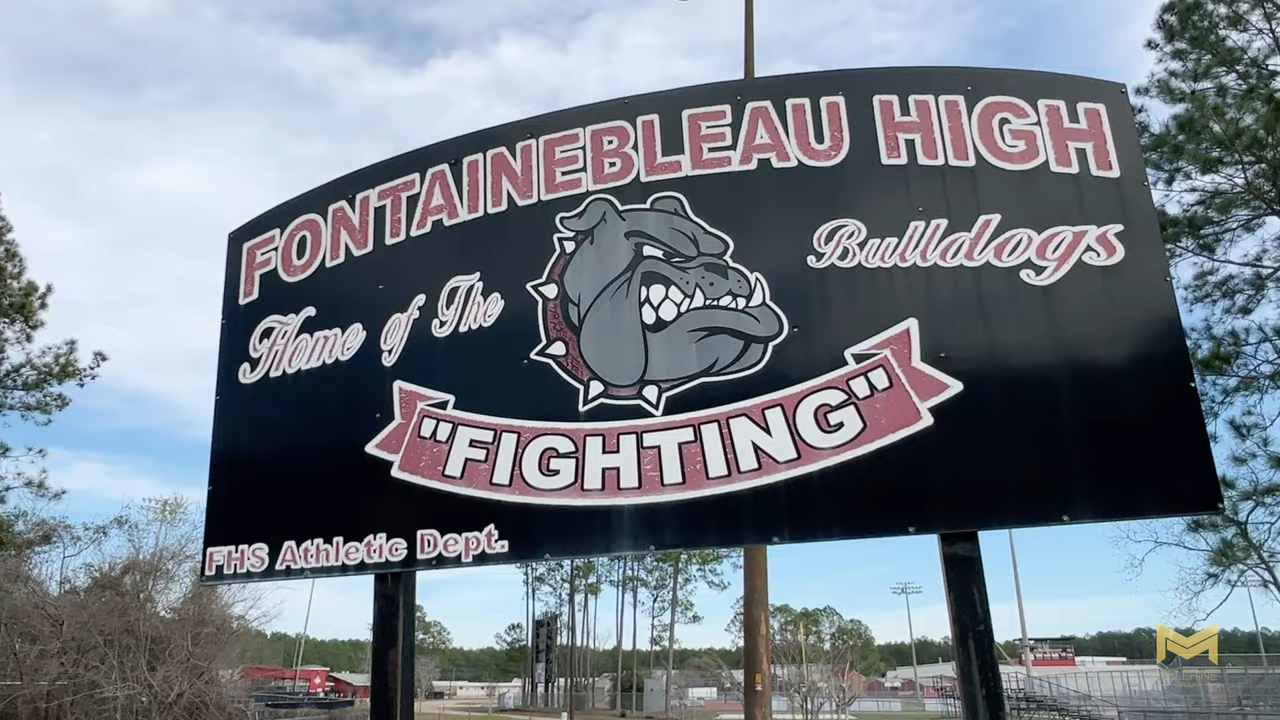 FONTAINEBLEAU HIGH
Home of The
Bulldogs
"FIGHTING"
FHS Athletic Dept.